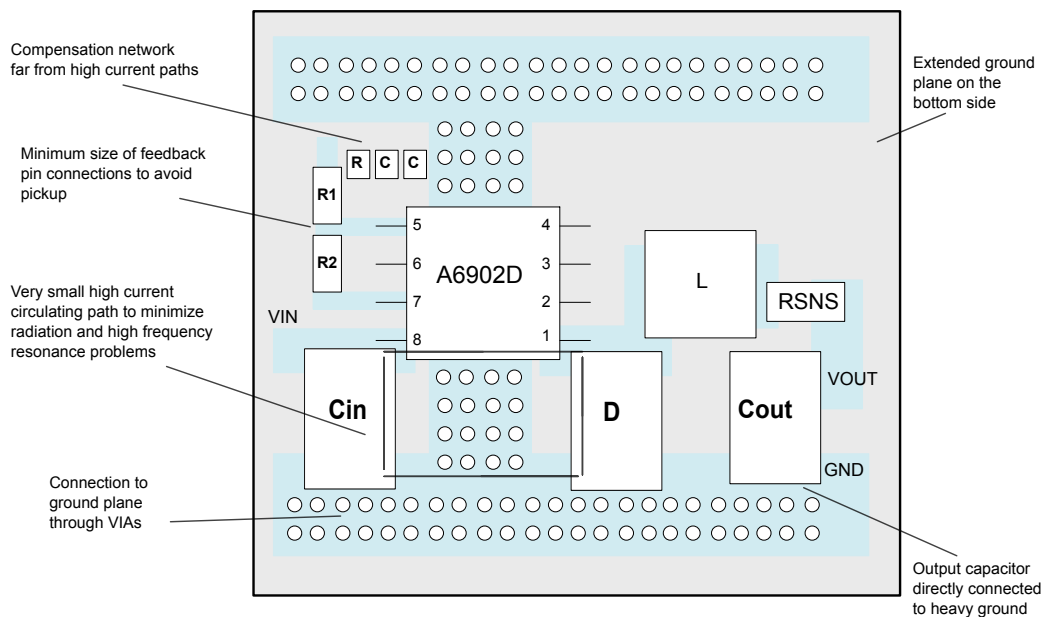 Compensation network
far from high current paths
Extended ground
plane on the
bottom side
Minimum size of feedback
pin connections to avoid
pickup
R C C
R1
R2
5 4
6 3
7 2
8 1
A6902D
L
RSNS
Very small high current
circulating path to minimize
radiation and high frequency
resonance problems
VIN
Cin
D
Cout
VOUT
GND
Connection to
ground plane
through VIAs
Output capacitor
directly connected
to heavy ground